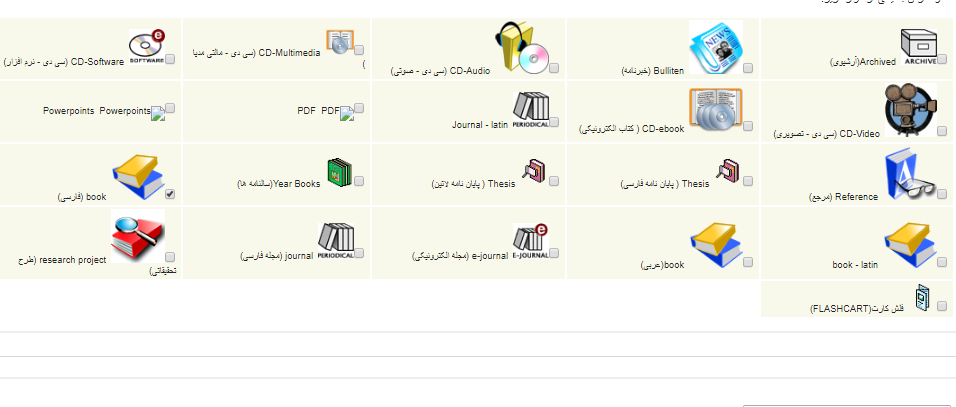 Archived(آرشیوی)
ARCHIVE
Bulliten (خبرنامه)
NEWS
CD-Audio (سی دی - صوتی)
CD-Multimedia (سی دی - مالتی مدیا
)
CD-Software (سی دی - نرم افزار)
SOFTWARE
CD-Video (سی دی - تصویری)
CD-ebook ( کتاب الکترونیکی)
Journal - latin
PERIODICAL
PDF PDF
Powerpoints Powerpoints
Reference (مرجع)
Thesis ( پایان نامه فارسی)
Thesis ( پایان نامه لاتین)
Year Books(سالنامه ها)
book (فارسی)
book - latin
book(عربی)
e-journal (مجله الکترونیکی)
E-JOURNAL
journal (مجله فارسی)
PERIODICAL
research project (طرح
تحقیقاتی)
فلش کارت(FLASHCART)